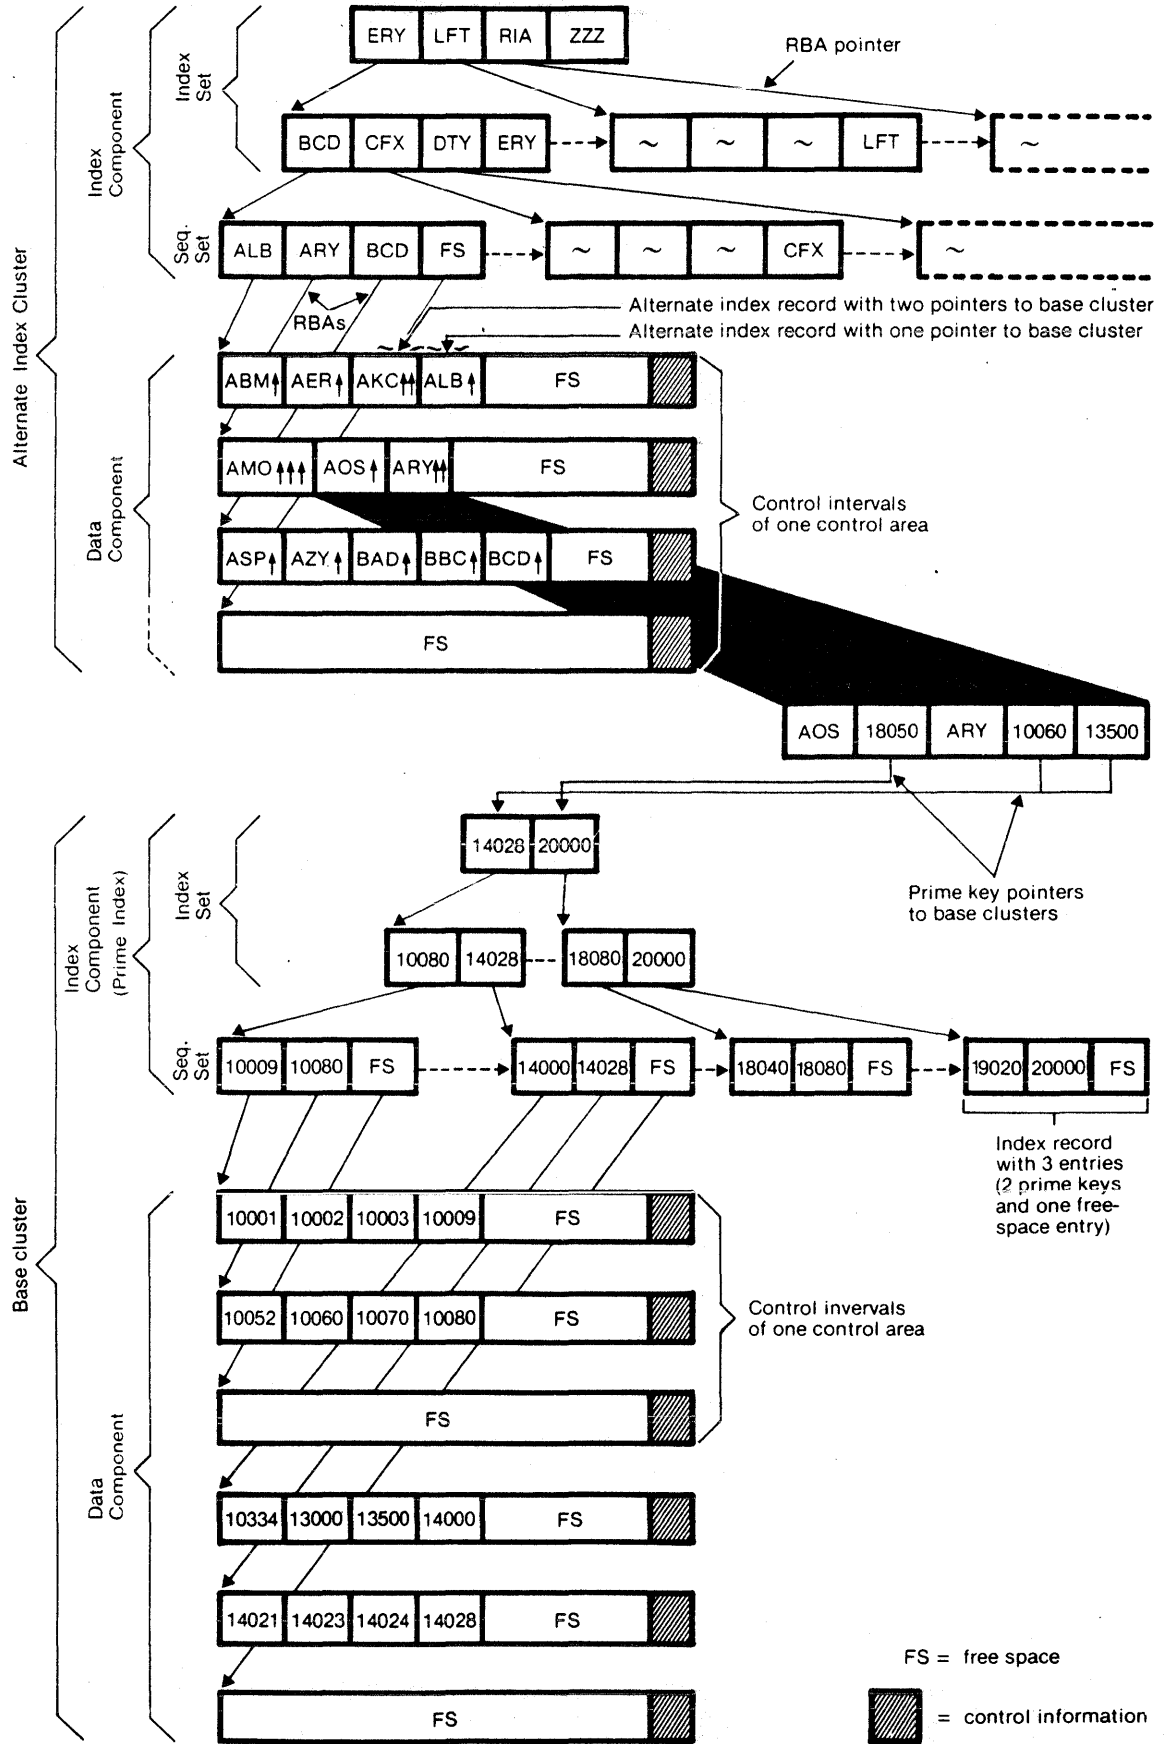 ERY LFT RIA ZZZ
RBA pointer
Index
Set
Index
Component
BCD CFX DTY ERY ~ ~ ~ LFT ~
Seq.
Set
ALB ARY BCD FS ~ ~ ~ CFX ~
Alternate Index Cluster
RBAs
Alternate index record with two pointers to base cluster
Alternate index record with one pointer to base cluster
ABM↑ AER↑ AKC↑↑ ALB↑ FS
AMO↑↑↑ AOS↑ ARY↑↑ FS
Data
Component
Control intervals
of one control area
ASP↑ AZY↑ BAD↑ BBC↑ BCD↑ FS
FS
AOS 18050 ARY 10060 13500
Prime key pointers
to base clusters
14028 20000
Index
Set
Index
Component
(Prime Index)
10080 14028 18080 20000
Seq.
Set
10009 10080 FS 14000 14028 FS 18040 18080 FS 19020 20000 FS
Index record
with 3 entries
(2 prime keys
and one free-
space entry)
Base cluster
10001 10002 10003 10009 FS
10052 10060 10070 10080 FS
Control invervals
of one control area
FS
Data
Component
10334 13000 13500 14000 FS
14021 14023 14024 14028 FS
FS
FS = free space
= control information